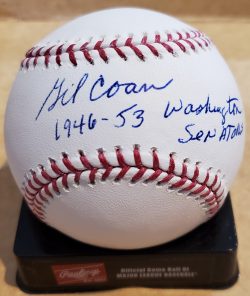 Gil Coan
1946-53 Washington
Senators
Rawlings
Official Game Ball Of
MAJOR LEAGUE BASEBALL